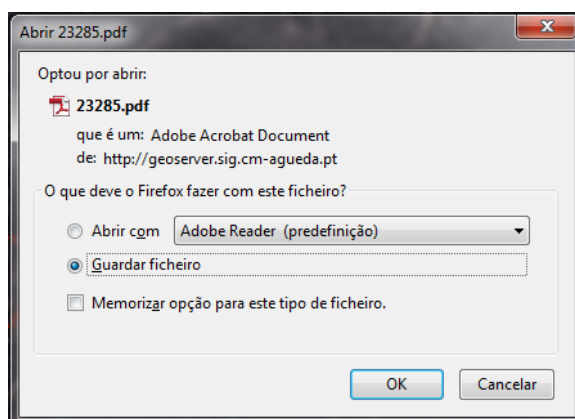 Abrir 23285.pdf
Optou por abrir:
23285.pdf
que é um: Adobe Acrobat Document
de: http://geoserver.sig.cm-agueda.pt
O que deve o Firefox fazer com este ficheiro?
Abrir com Adobe Reader (predefinição)
Guardar ficheiro
Memorizar opção para este tipo de ficheiro.
OK Cancelar